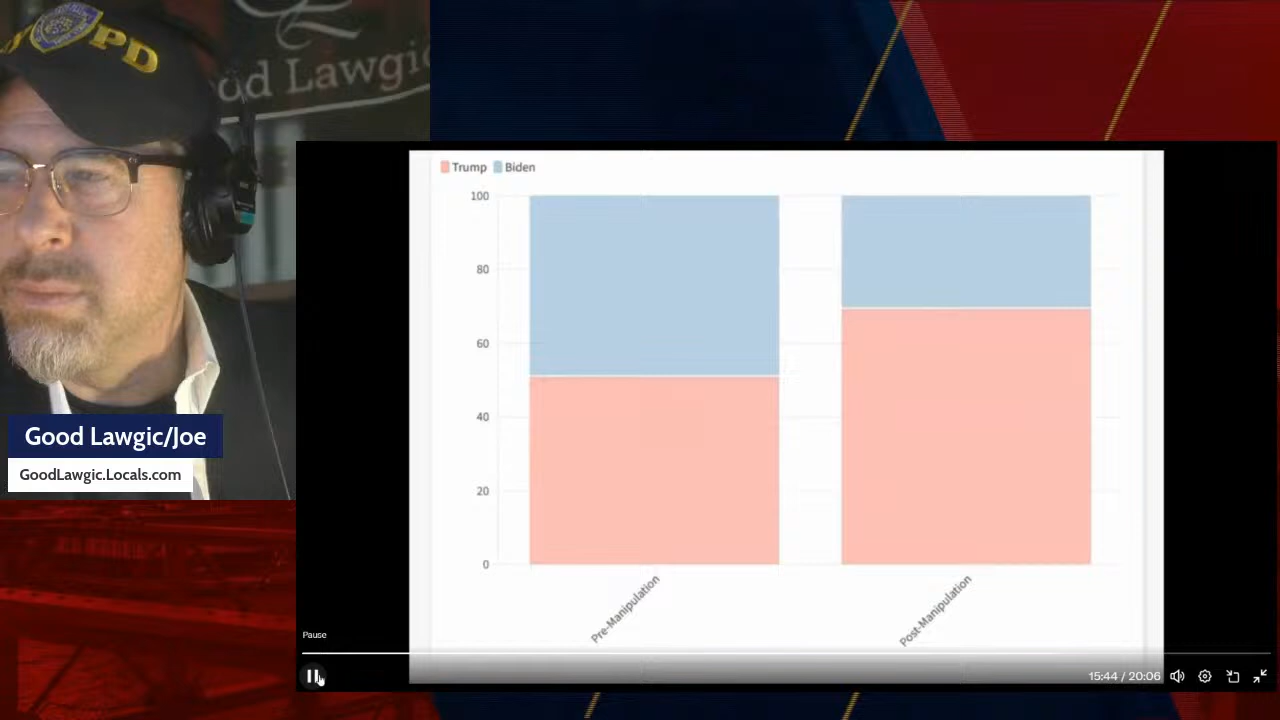 PD
od Lawgic
Good Lawgic/Joe
GoodLawgic.Locals.com
Trump Biden
100
80
60
40
20
0
Pre-Manipulation
Post-Manipulation
Pause
15:44 / 20:06